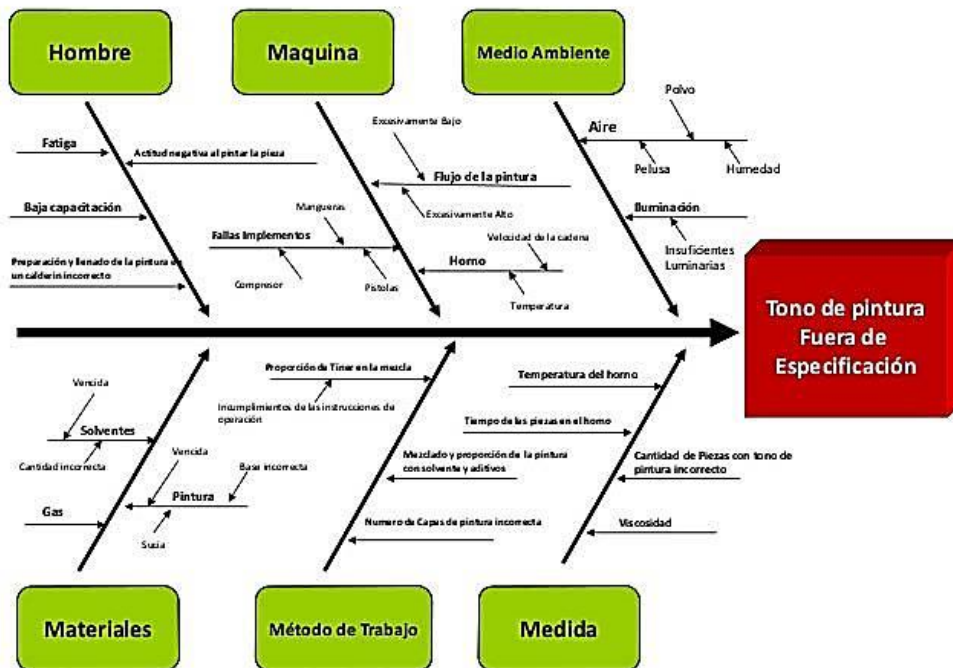 Hombre
Maquina
Medio Ambiente
Fatiga
Actitud negativa al pintar la pieza
Baja capacitación
Preparación y llenado de la pintura en
un calderin incorrecto
Excesivamente Bajo
Flujo de la pintura
Excesivamente Alto
Mangueras
Fallas Implementos
Compresor
Pistolas
Velocidad de la cadena
Horno
Temperatura
Polvo
Aire
Pelusa
Humedad
Iluminación
Insuficientes
Luminarias
Tono de pintura
Fuera de
Especificación
Vencida
Solventes
Cantidad incorrecta
Vencida
Base incorrecta
Pintura
Gas
Sucia
Proporción de Tiner en la mezcla
Incumplimientos de las instrucciones de
operación
Mezclado y proporción de la pintura
con solvente y aditivos
Numero de Capas de pintura incorrecta
Temperatura del horno
Tiempo de las piezas en el horno
Cantidad de Piezas con tono de
pintura incorrecto
Viscosidad
Materiales
Método de Trabajo
Medida